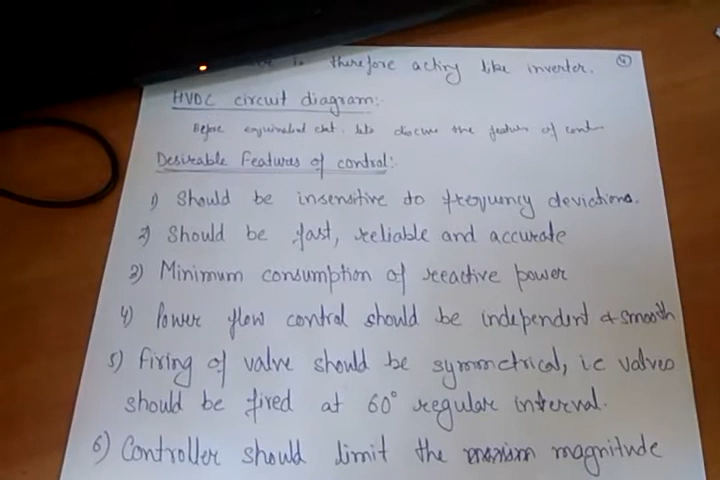 is therefore acting like inverter. 4
HVDC circuit diagram:-
Before equivalent ckt. lets discuss the features of cont
Desirable Features of control:
1) Should be insensitive to frequency deviations.
2) Should be fast, reliable and accurate
3) Minimum consumption of reactive power
4) Power flow control should be independent & smooth
5) Firing of valve should be symmetrical, i.e valves
should be fired at 60° regular interval.
6) Controller should limit the magnitude